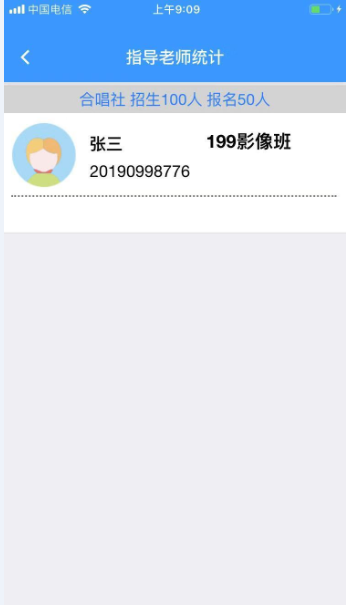 中国电信 上午9:09
指导老师统计
合唱社 招生100人 报名50人
张三 199影像班
20190998776